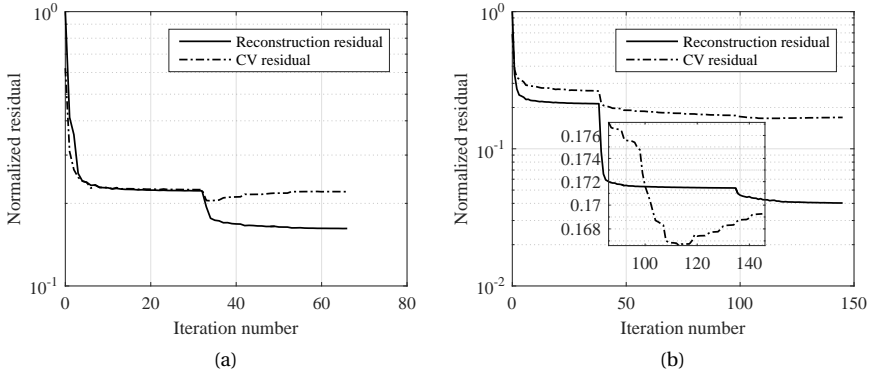 10^0
10^-1
Normalized residual
0
20
40
60
80
Iteration number
Reconstruction residual
CV residual
(a)
10^0
10^-1
10^-2
Normalized residual
0
50
100
150
Iteration number
Reconstruction residual
CV residual
0.176
0.174
0.172
0.17
0.168
100
120
140
(b)